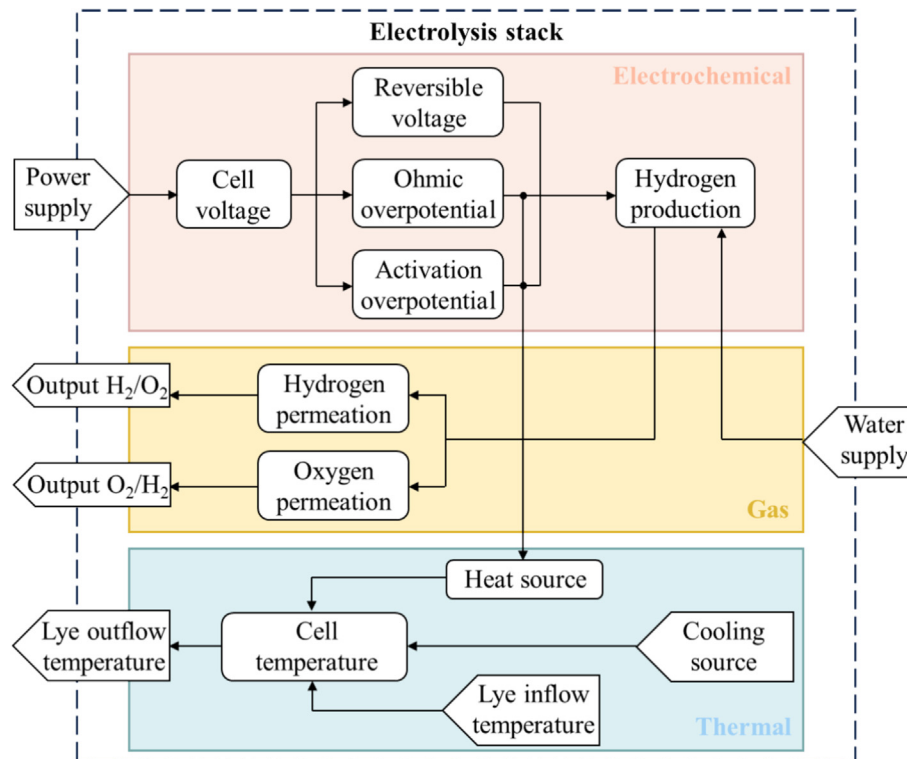 Electrolysis stack
Electrochemical
Reversible
voltage
Power
supply
Cell
voltage
Ohmic
overpotential
Hydrogen
production
Activation
overpotential
Output H₂/O₂
Hydrogen
permeation
Water
supply
Output O₂/H₂
Oxygen
permeation
Gas
Heat source
Lye outflow
temperature
Cell
temperature
Cooling
source
Lye inflow
temperature
Thermal